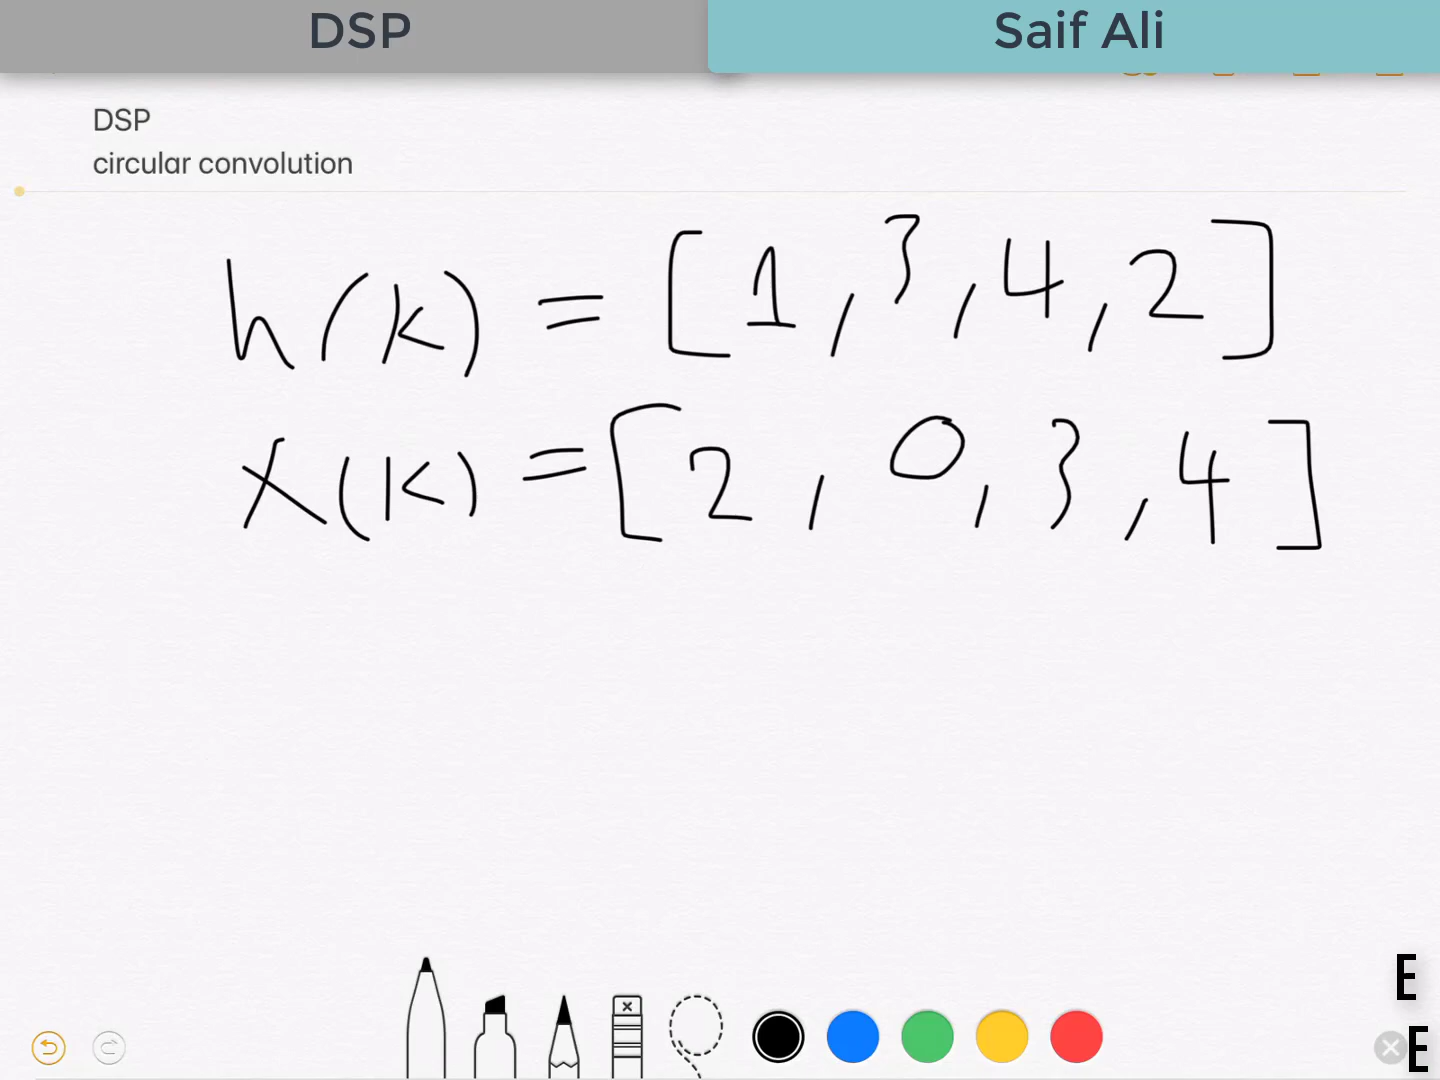 DSP
Saif Ali
DSP
circular convolution
h(k) = [1, 3, 4, 2]
x(k) = [2, 0, 3, 4]
E
E